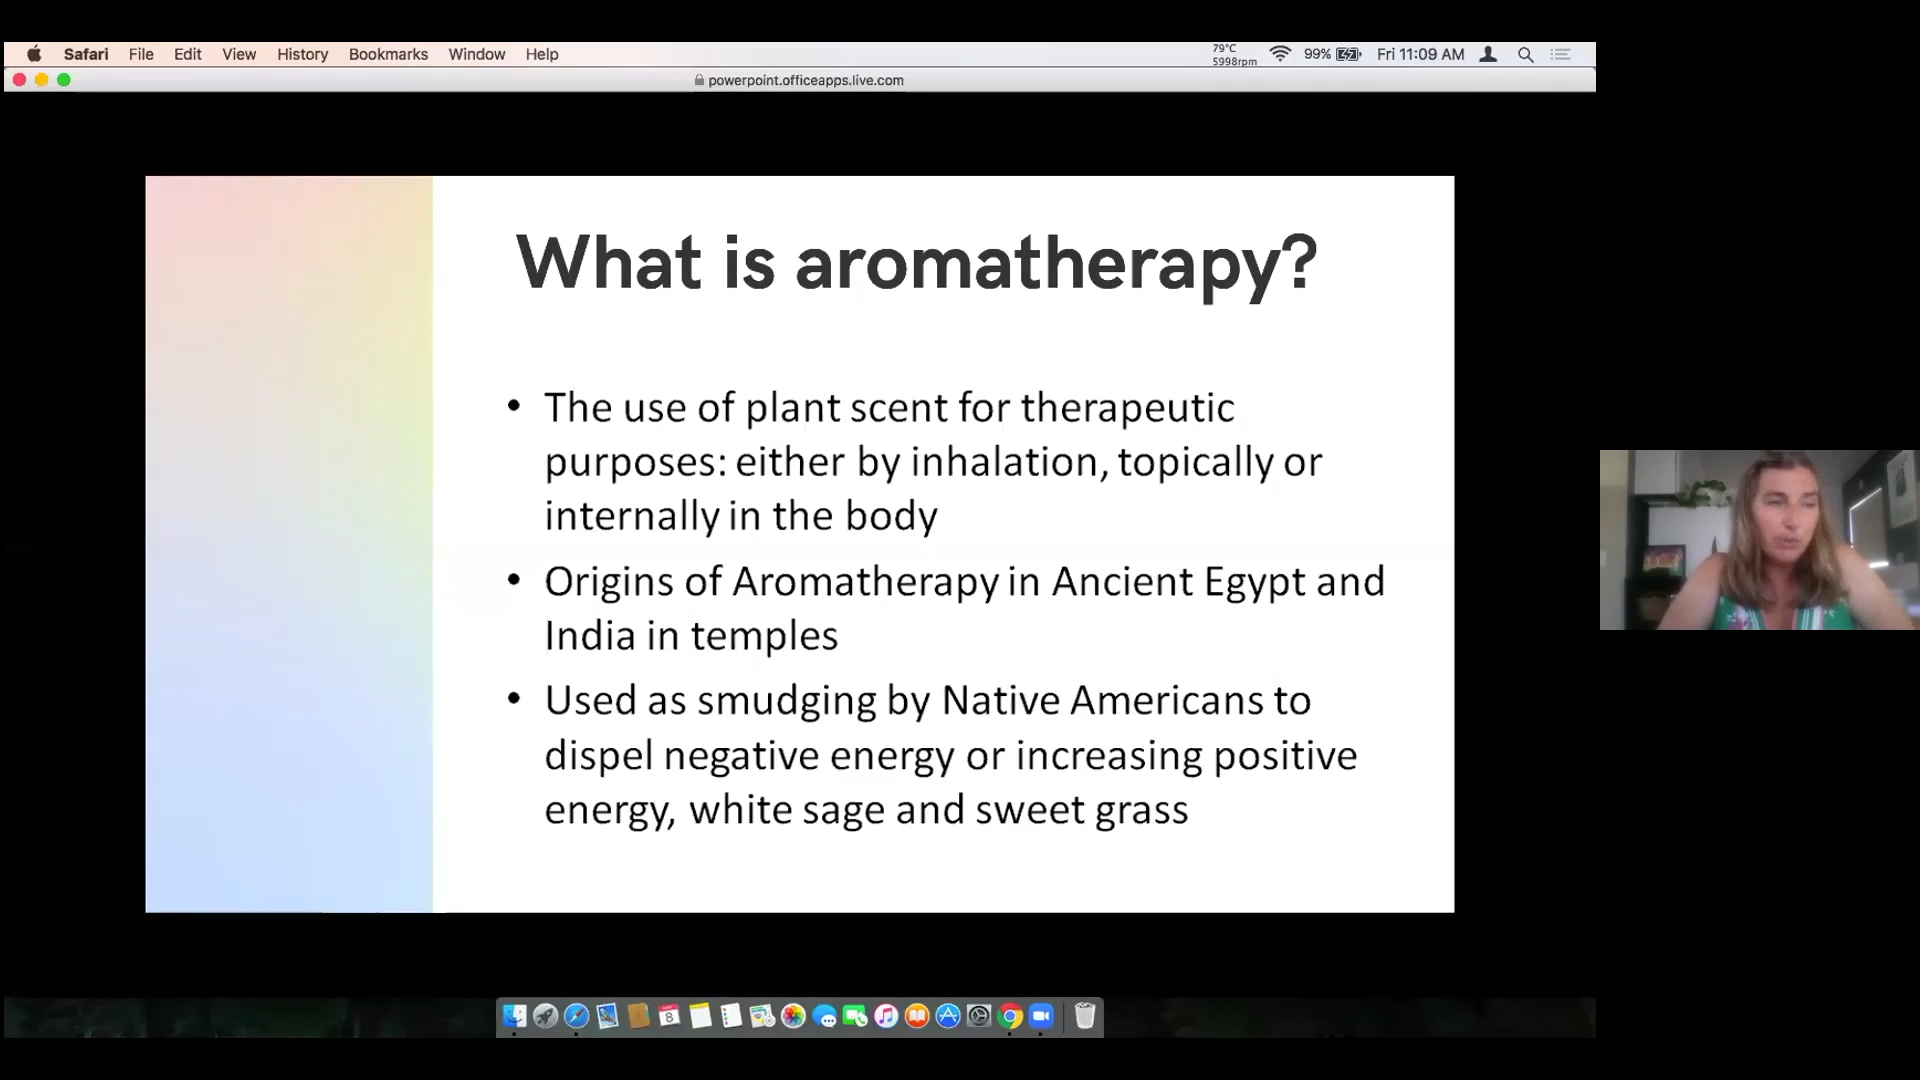 Safari File Edit View History Bookmarks Window Help 79°C 5998rpm 99% Fri 11:09 AM
powerpoint.officeapps.live.com
What is aromatherapy?
• The use of plant scent for therapeutic
purposes: either by inhalation, topically or
internally in the body
• Origins of Aromatherapy in Ancient Egypt and
India in temples
• Used as smudging by Native Americans to
dispel negative energy or increasing positive
energy, white sage and sweet grass
8